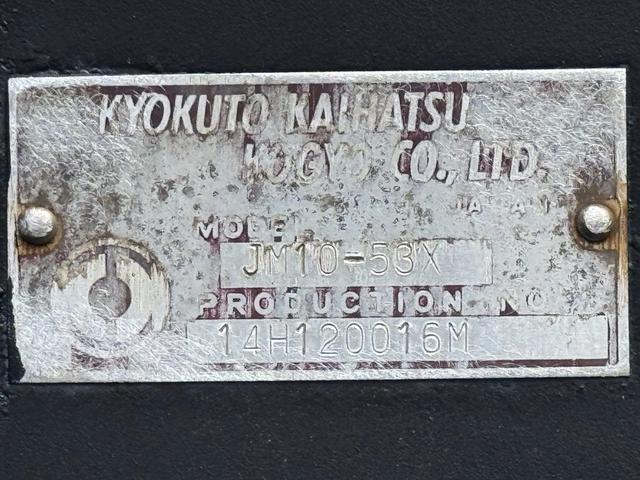 KYOKUTO KAIHATSU
KOGYO CO., LTD.
JAPAN
MODEL
JM10-53X
PRODUCTION NO
14H120016M